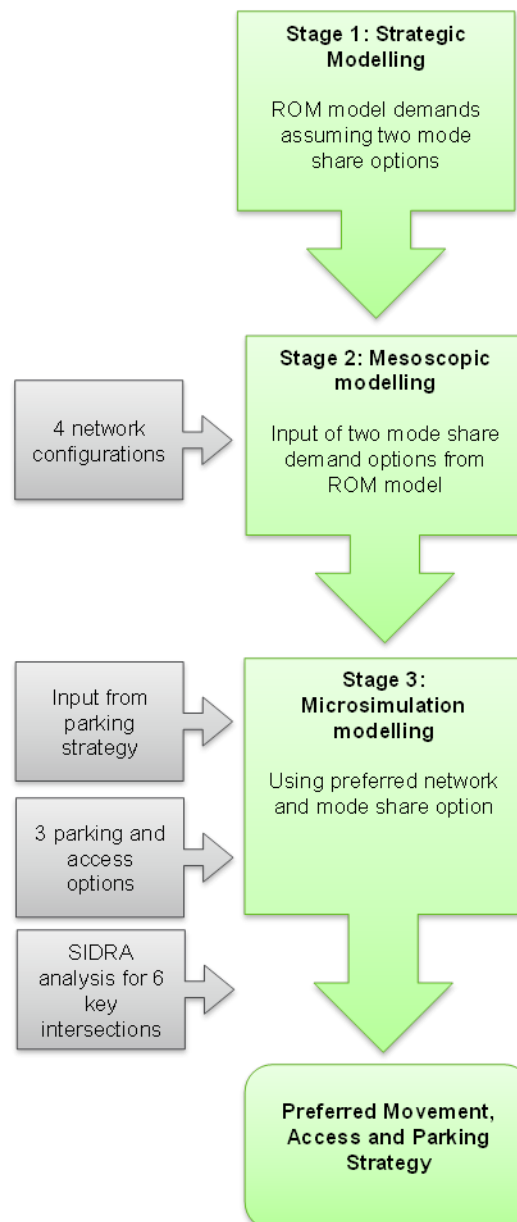 Stage 1: Strategic
Modelling
ROM model demands
assuming two mode
share options
Stage 2: Mesoscopic
modelling
4 network
configurations
Input of two mode share
demand options from
ROM model
Stage 3:
Microsimulation
modelling
Input from
parking
strategy
Using preferred network
and mode share option
3 parking and
access
options
SIDRA
analysis for 6
key
intersections
Preferred Movement,
Access and Parking
Strategy